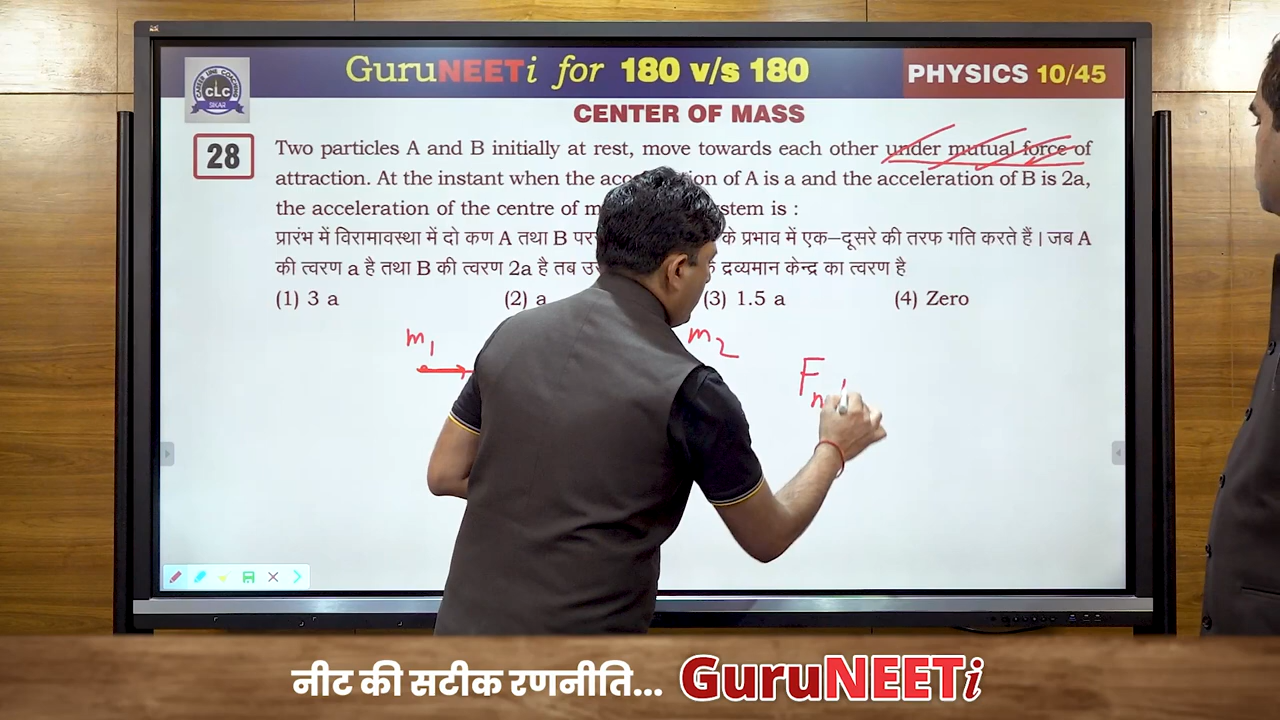 GuruNEETi for 180 v/s 180
PHYSICS 10/45
CAREER LINE COACHING
CLC
SIKAR
CENTER OF MASS
28
Two particles A and B initially at rest, move towards each other under mutual force of
attraction. At the instant when the of A is a and the acceleration of B is 2a,
the acceleration of the centre of is :
प्रारंभ में विरामावस्था में दो कण A तथा B के प्रभाव में एक–दूसरे की तरफ गति करते हैं। जब A
की त्वरण a है तथा B की त्वरण 2a है तब द्रव्यमान केन्द्र का त्वरण है
(1) 3 a (2) a (3) 1.5 a (4) Zero
m1 m2
F
नीट की सटीक रणनीति... GuruNEETi